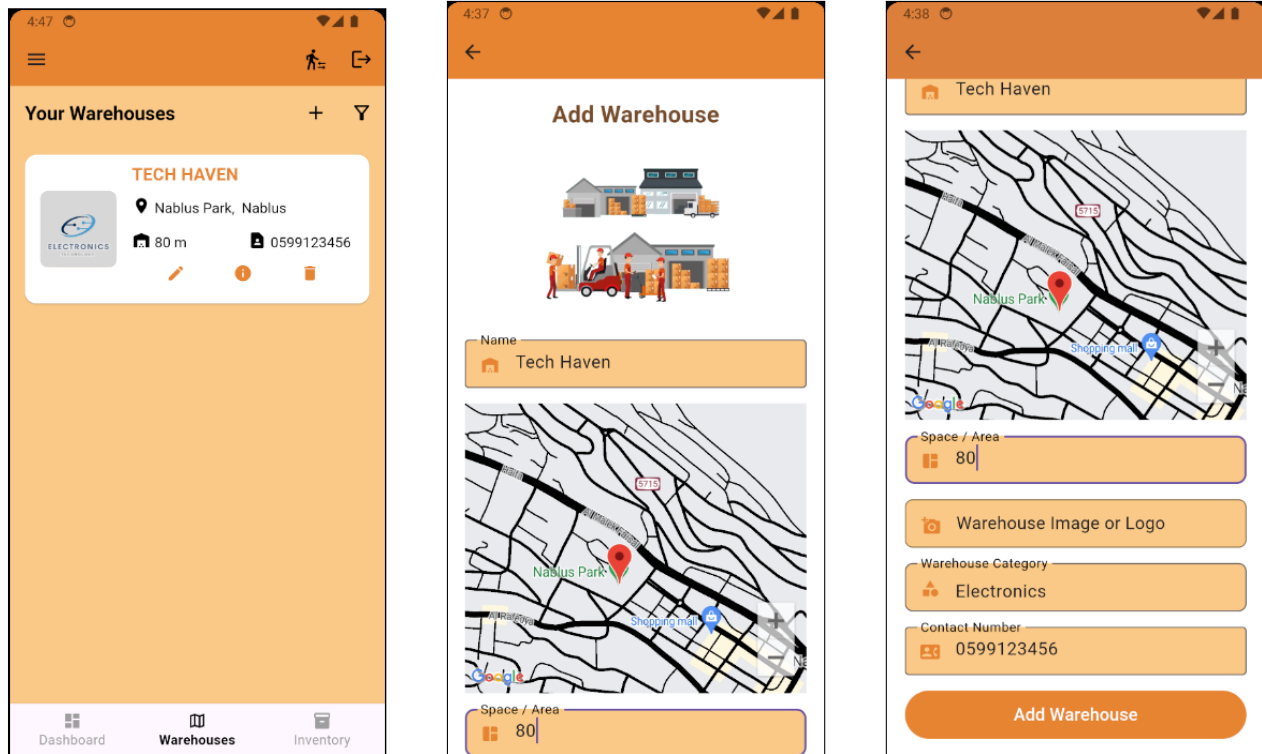 4:47
Your Warehouses
TECH HAVEN
Nablus Park, Nablus
ELECTRONICS
80 m
0599123456
Dashboard
Warehouses
Inventory
4:37
Add Warehouse
Name
Tech Haven
5715
Nablus Park
Shopping mall
Google
Space / Area
80
4:38
Tech Haven
5715
Nablus Park
Shopping mall
Google
Space / Area
80
Warehouse Image or Logo
Warehouse Category
Electronics
Contact Number
0599123456
Add Warehouse